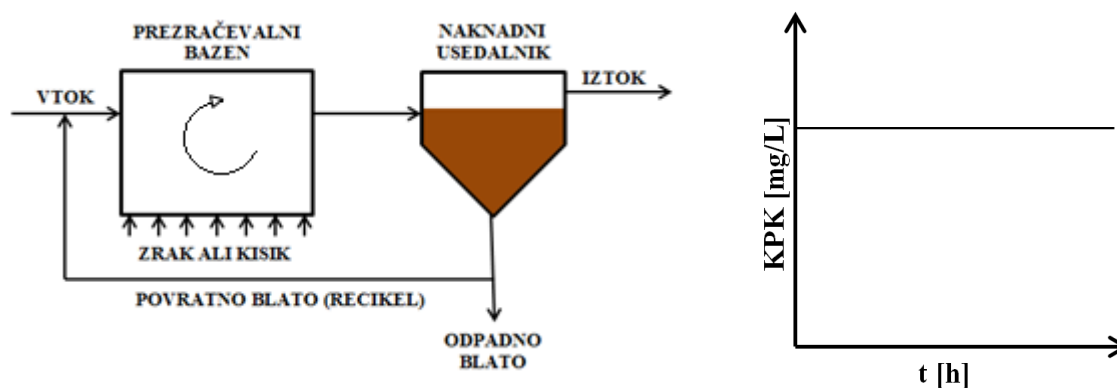 PREZRAČEVALNI
BAZEN
NAKNADNI
USEDALNIK
VTOK
IZTOK
ZRAK ALI KISIK
POVRATNO BLATO (RECIKEL)
ODPADNO
BLATO
KPK [mg/L]
t [h]